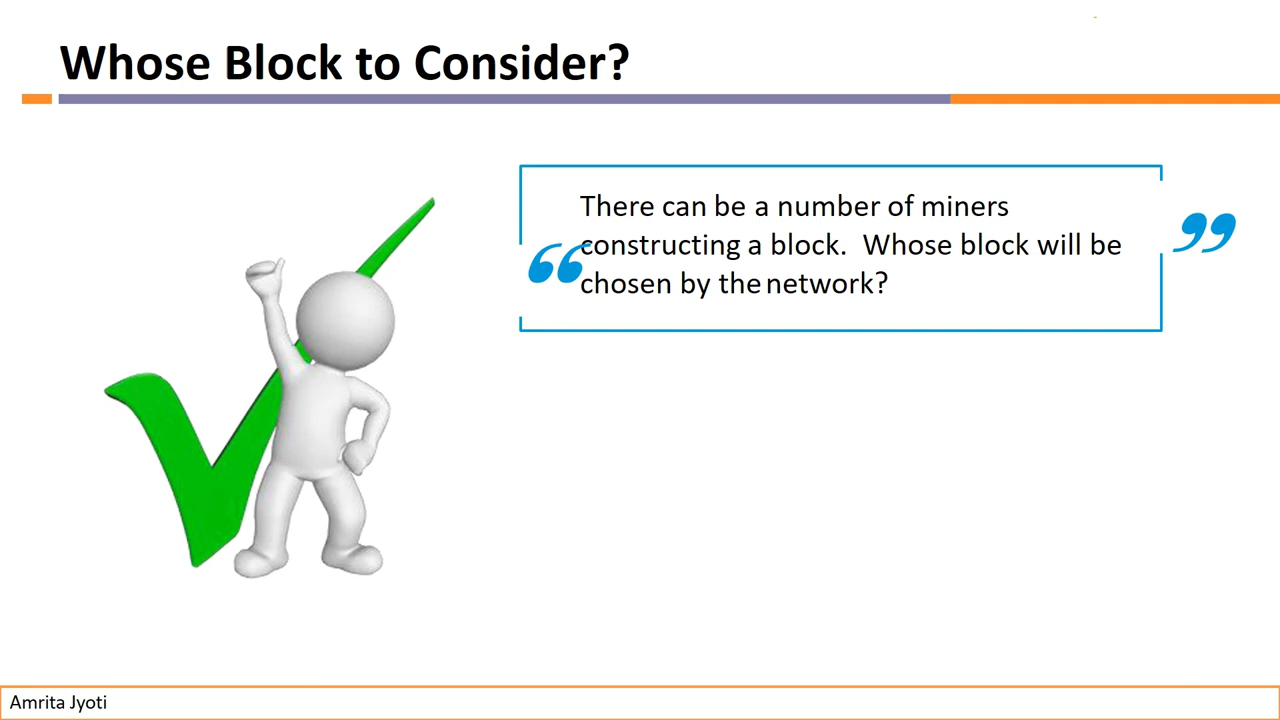 Whose Block to Consider?
There can be a number of miners
constructing a block. Whose block will be
chosen by the network?
Amrita Jyoti